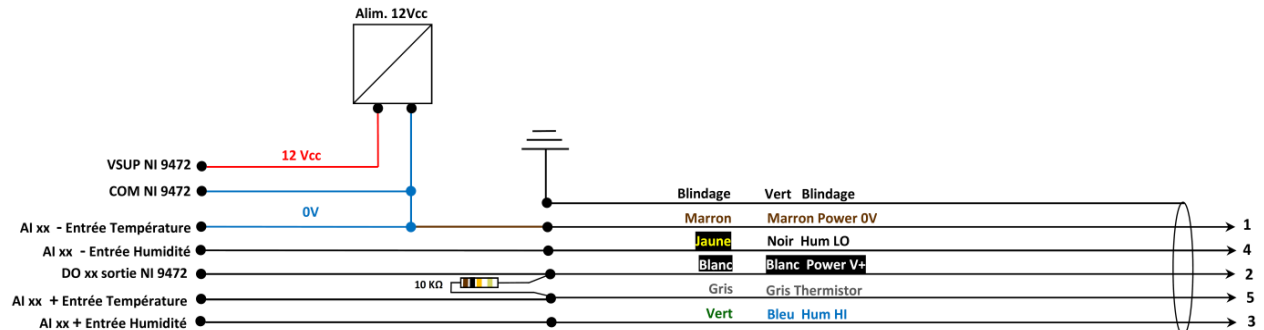 Alim. 12Vcc
VSUP NI 9472
12 Vcc
COM NI 9472
Blindage
Vert Blindage
0V
Marron
Marron Power 0V
1
AI xx - Entrée Température
Jaune
Noir Hum LO
4
AI xx - Entrée Humidité
Blanc
Blanc Power V+
2
DO xx sortie NI 9472
10 KΩ
Gris
Gris Thermistor
5
AI xx + Entrée Température
Vert
Bleu Hum HI
3
AI xx + Entrée Humidité